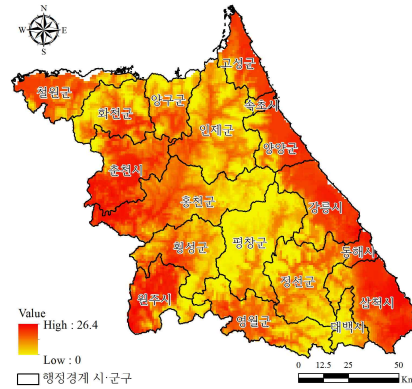 N
W E
S
고성군
철원군
화천군
양구군
속초시
인제군
양양군
춘천시
홍천군
강릉시
횡성군
평창군
동해시
정선군
원주시
삼척시
영월군
태백시
Value
High : 26.4
Low : 0
행정경계 시·군구
0 12.5 25 50
Km